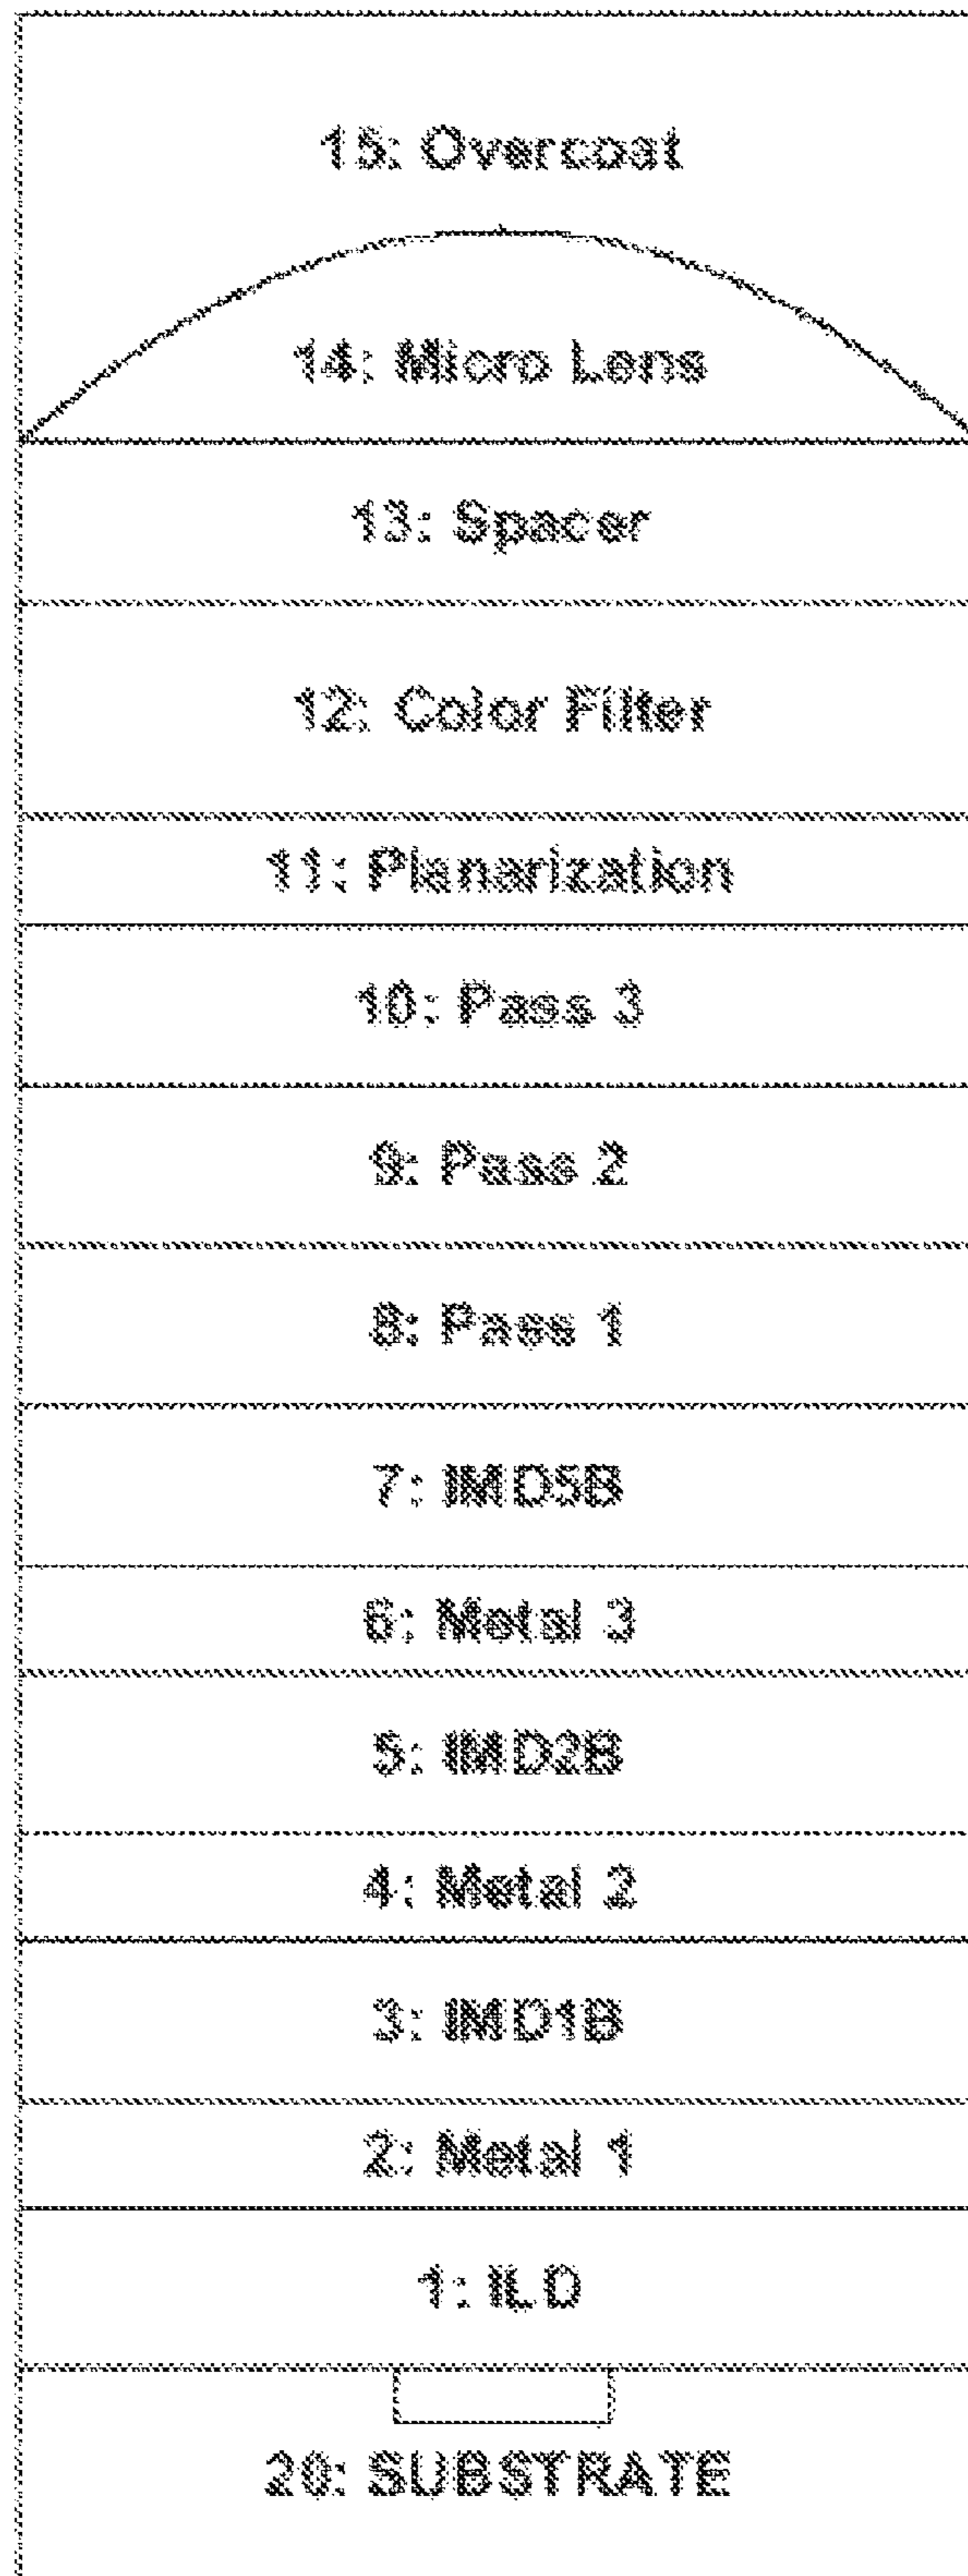 15: Overcoat
14: Micro Lens
13: Spacer
12: Color Filter
11: Planarization
10: Pass 3
9: Pass 2
8: Pass 1
7: IMD5B
6: Metal 3
5: IMD2B
4: Metal 2
3: IMD1B
2: Metal 1
1: ILD
20: SUBSTRATE